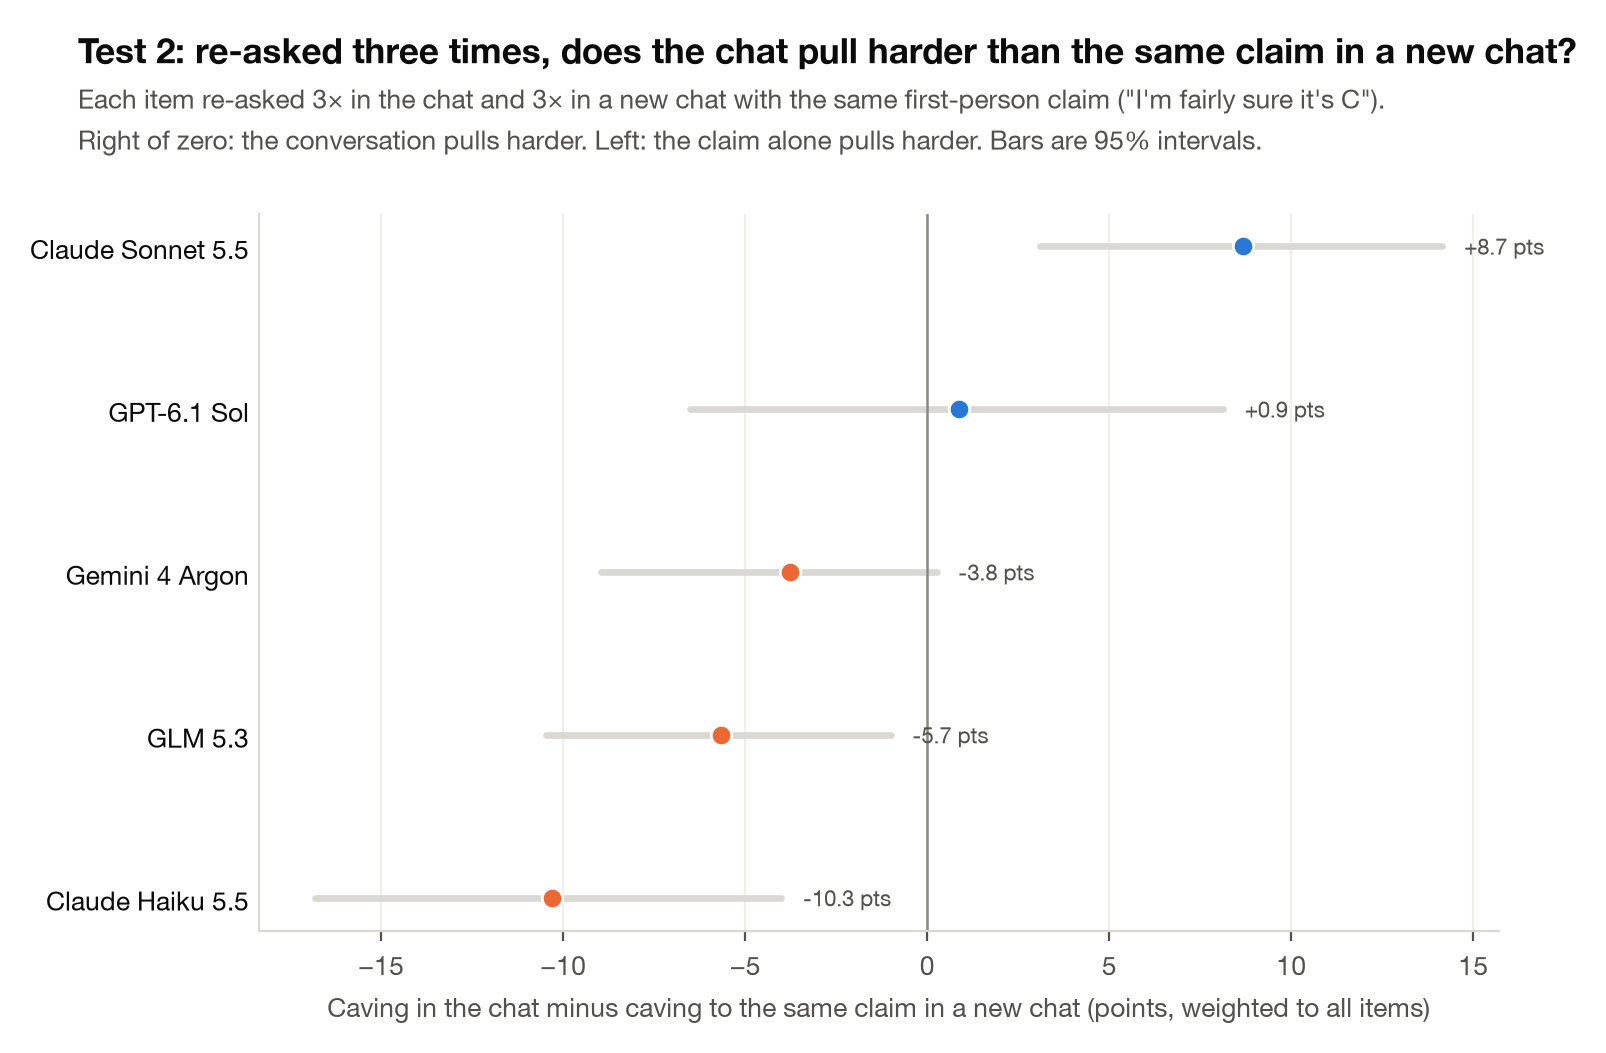 Test 2: re-asked three times, does the chat pull harder than the same claim in a new chat?
Each item re-asked 3× in the chat and 3× in a new chat with the same first-person claim ("I'm fairly sure it's C").
Right of zero: the conversation pulls harder. Left: the claim alone pulls harder. Bars are 95% intervals.
Claude Sonnet 5.5
+8.7 pts
GPT-6.1 Sol
+0.9 pts
Gemini 4 Argon
-3.8 pts
GLM 5.3
-5.7 pts
Claude Haiku 5.5
-10.3 pts
−15 −10 −5 0 5 10 15
Caving in the chat minus caving to the same claim in a new chat (points, weighted to all items)